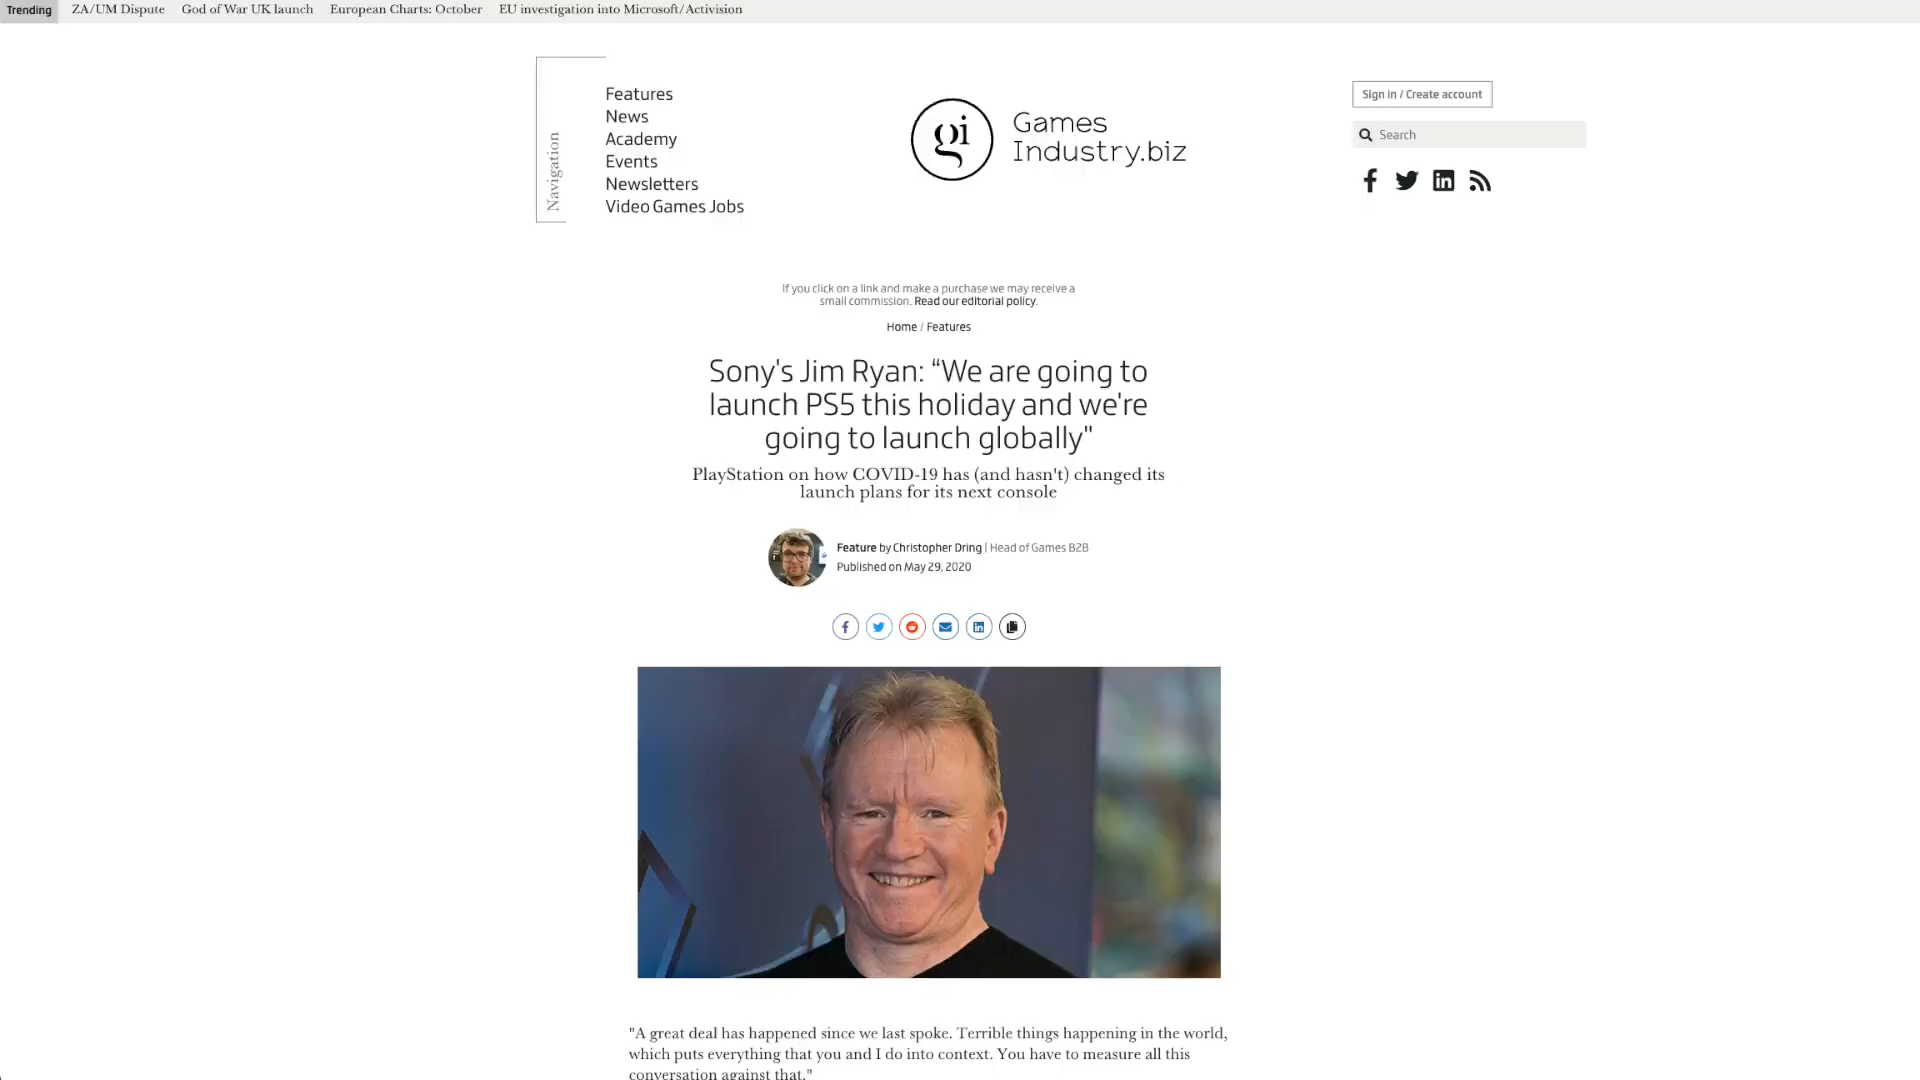 Trending ZA/UM Dispute God of War UK launch European Charts: October EU investigation into Microsoft/Activision
Navigation
Features
News
Academy
Events
Newsletters
Video Games Jobs
gi
Games
Industry.biz
Sign in / Create account
Search
If you click on a link and make a purchase we may receive a
small commission. Read our editorial policy.
Home / Features
Sony's Jim Ryan: “We are going to
launch PS5 this holiday and we're
going to launch globally"
PlayStation on how COVID-19 has (and hasn't) changed its
launch plans for its next console
Feature by Christopher Dring | Head of Games B2B
Published on May 29, 2020
"A great deal has happened since we last spoke. Terrible things happening in the world,
which puts everything that you and I do into context. You have to measure all this
conversation against that."